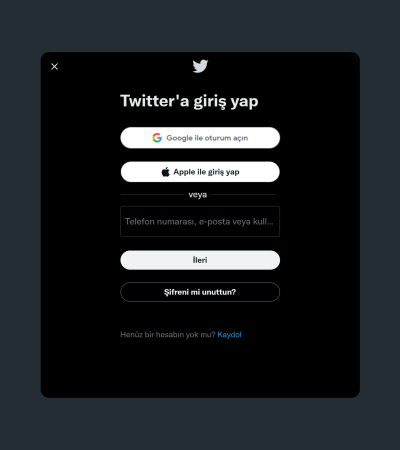 Twitter'a giriş yap
Google ile oturum açın
Apple ile giriş yap
veya
Telefon numarası, e-posta veya kull...
İleri
Şifreni mi unuttun?
Henüz bir hesabın yok mu? Kaydol